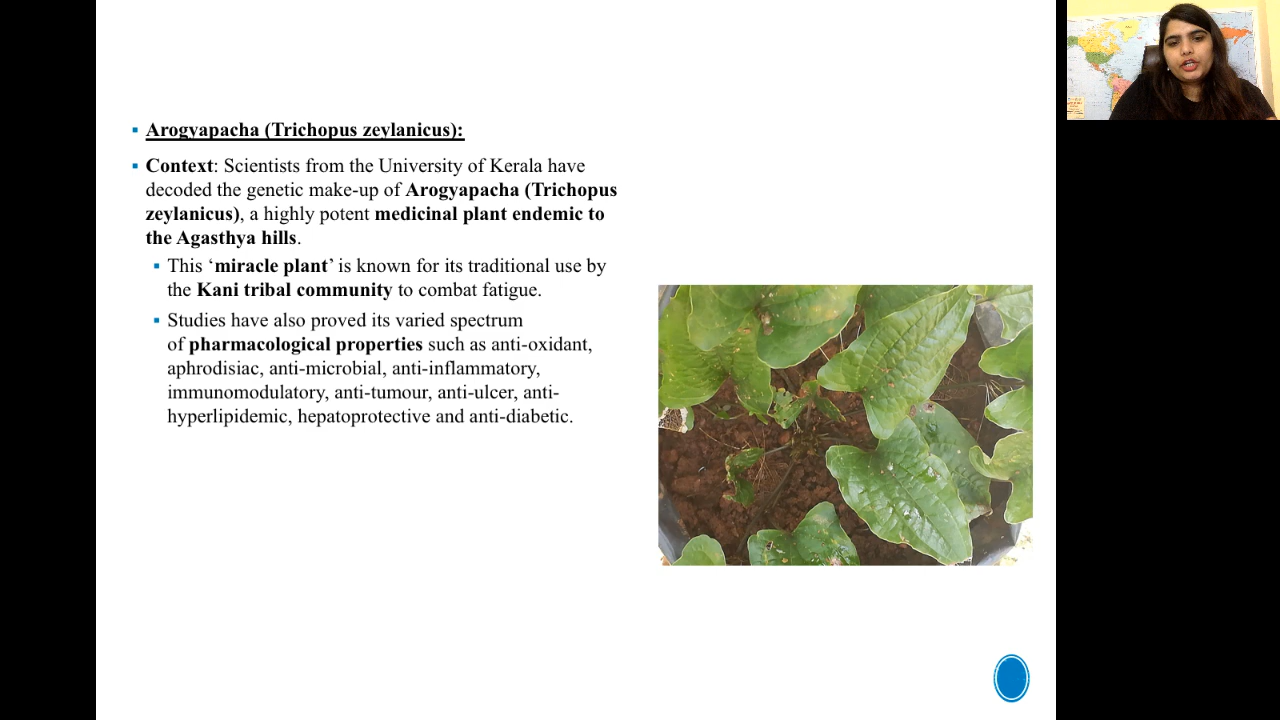 Arogyapacha (Trichopus zeylanicus):
Context: Scientists from the University of Kerala have
decoded the genetic make-up of Arogyapacha (Trichopus
zeylanicus), a highly potent medicinal plant endemic to
the Agasthya hills.
This ‘miracle plant’ is known for its traditional use by
the Kani tribal community to combat fatigue.
Studies have also proved its varied spectrum
of pharmacological properties such as anti-oxidant,
aphrodisiac, anti-microbial, anti-inflammatory,
immunomodulatory, anti-tumour, anti-ulcer, anti-
hyperlipidemic, hepatoprotective and anti-diabetic.